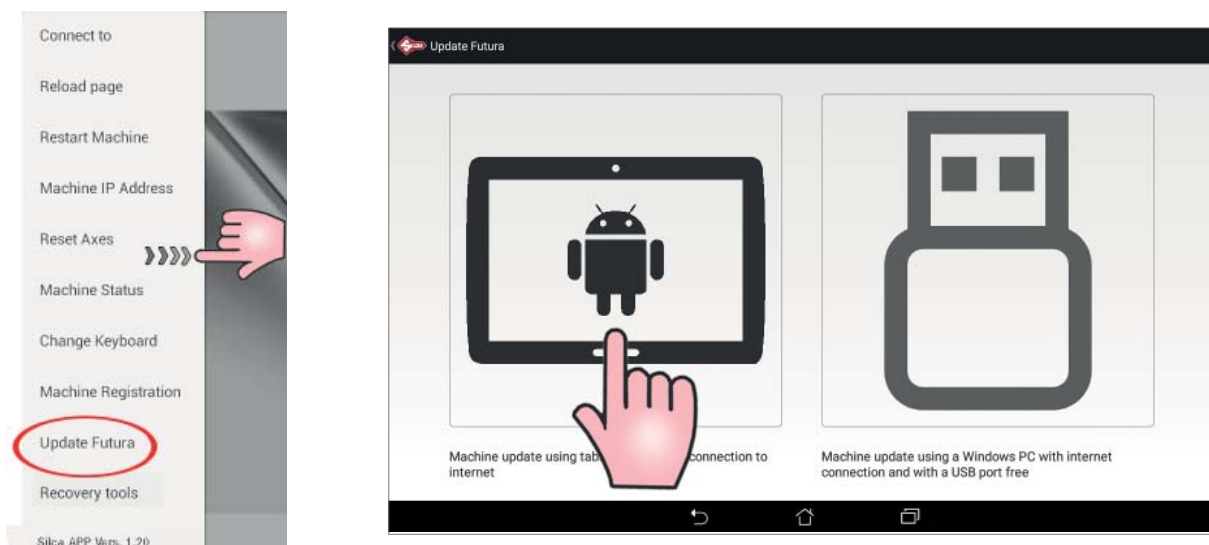 Connect to
Reload page
Restart Machine
Machine IP Address
Reset Axes
Machine Status
Change Keyboard
Machine Registration
Update Futura
Recovery tools
Silca APP Vers. 1.20
Update Futura
Machine update using tab connection to
internet
Machine update using a Windows PC with internet
connection and with a USB port free